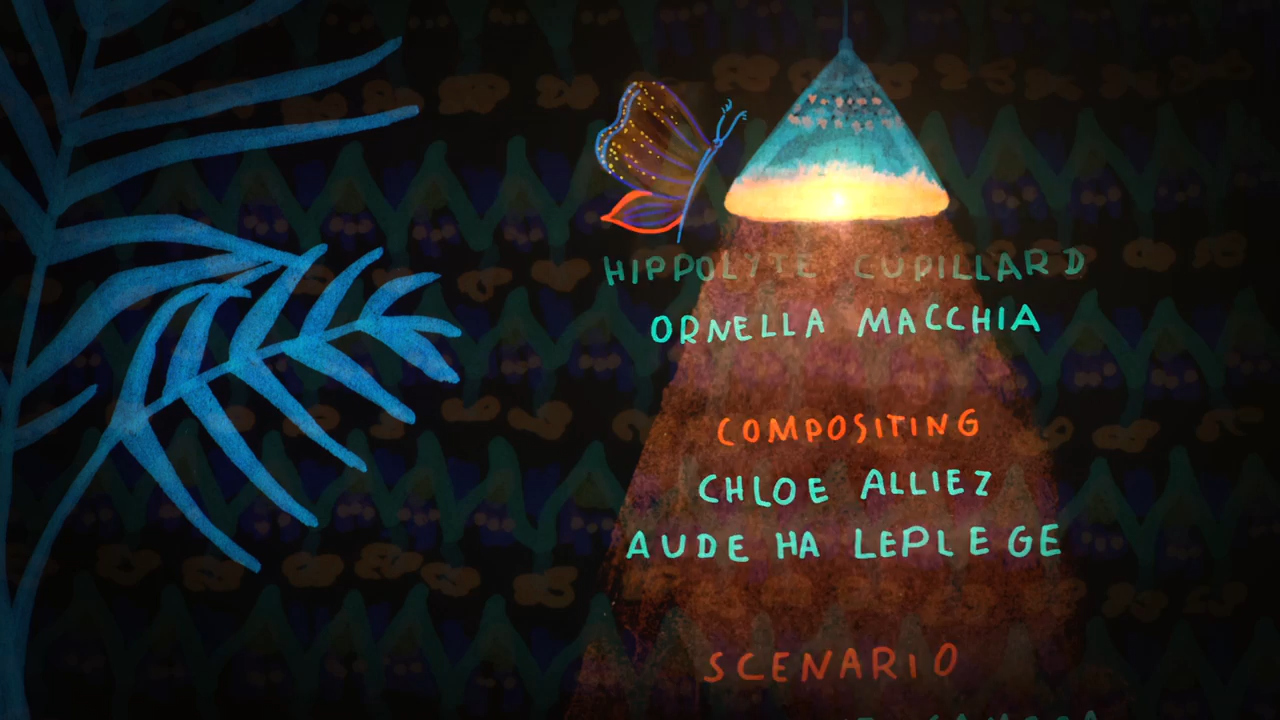 HIPPOLYTE CUPILLARD
ORNELLA MACCHIA
COMPOSITING
CHLOE ALLIEZ
AUDE HA LEPLEGE
SCENARIO